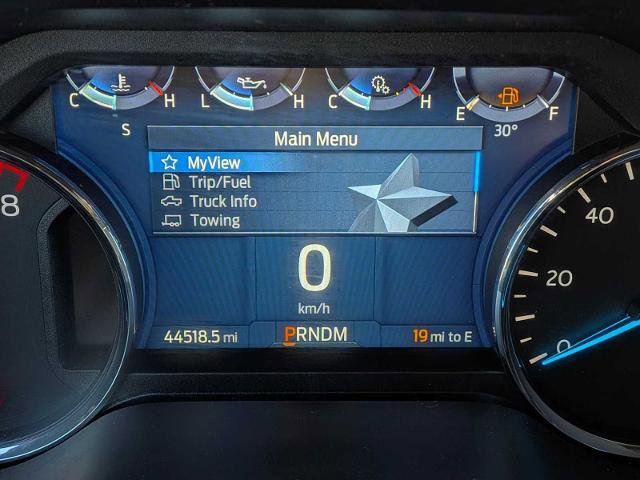 C H L H C H E F
S 30°
Main Menu
MyView
Trip/Fuel
Truck Info
Towing
8
40
20
0
0
km/h
44518.5 mi PRNDM 19 mi to E